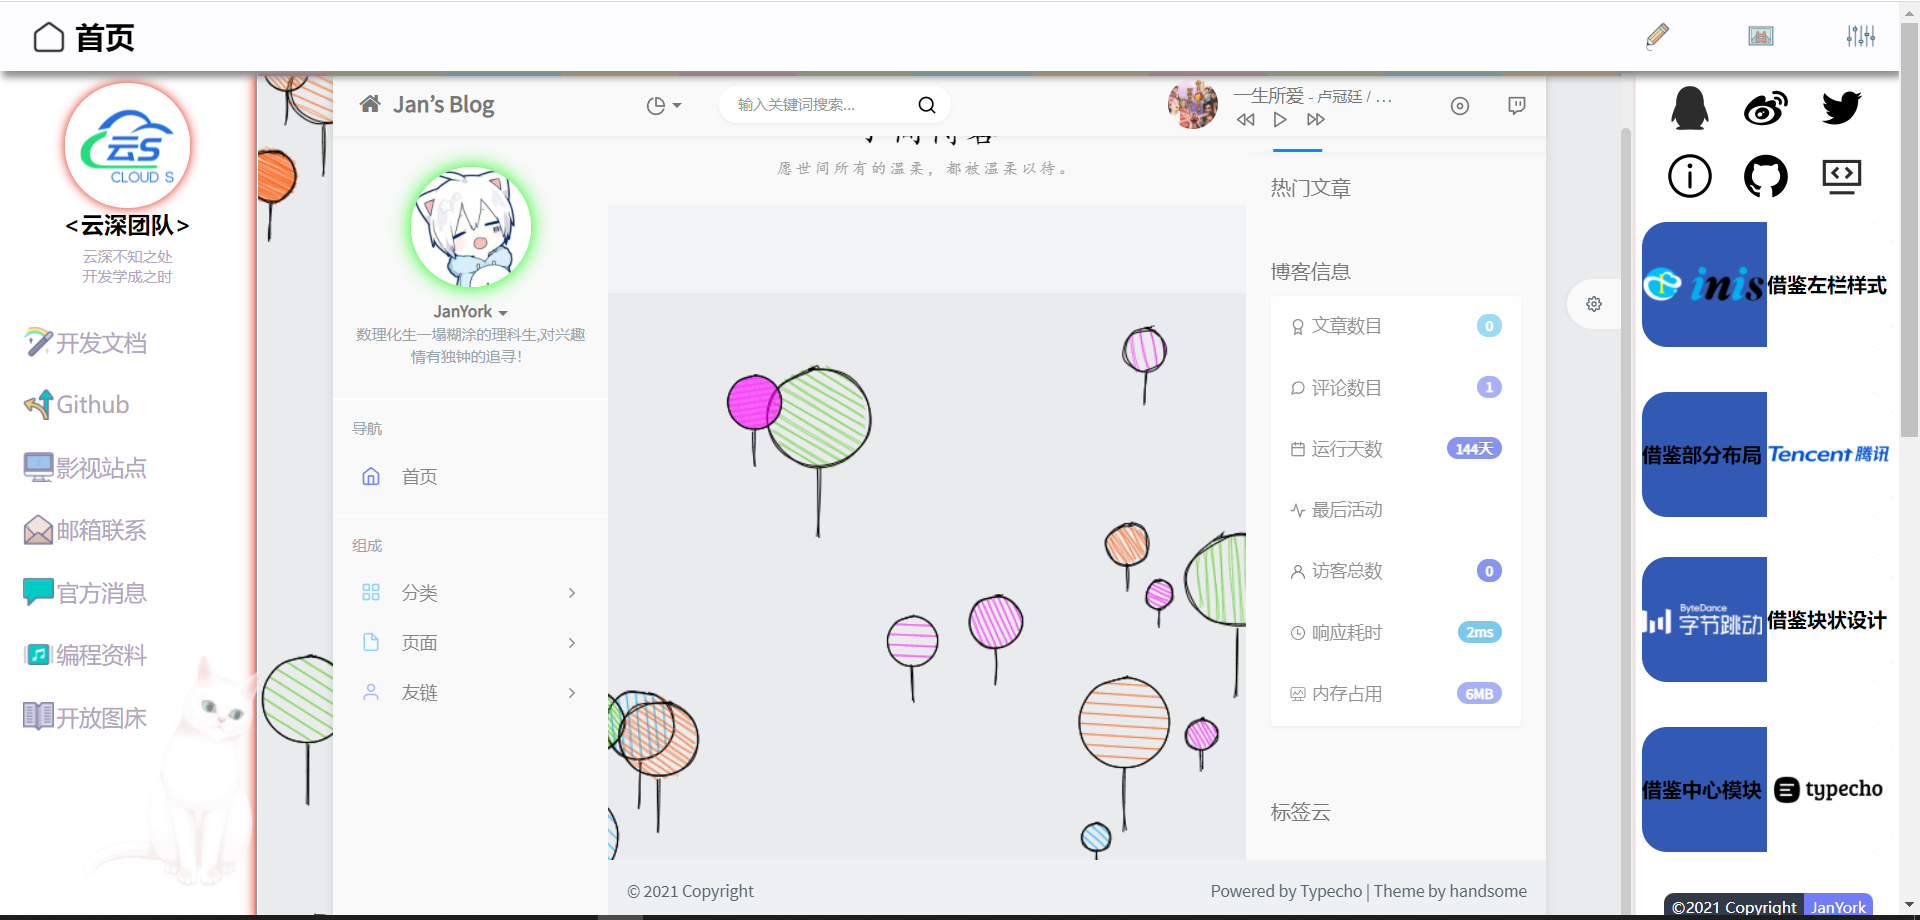 首页
云S
CLOUD S
<云深团队>
云深不知之处
开发学成之时
开发文档
Github
影视站点
邮箱联系
官方消息
编程资料
开放图床
Jan’s Blog
输入关键词搜索...
一生所爱 - 卢冠廷 / ...
JanYork
数理化生一塌糊涂的理科生,对兴趣
情有独钟的追寻!
导航
首页
组成
分类
页面
友链
愿世间所有的温柔，都被温柔以待。
热门文章
博客信息
文章数目 0
评论数目 1
运行天数 144天
最后活动
访客总数 0
响应耗时 2ms
内存占用 6MB
标签云
© 2021 Copyright
Powered by Typecho | Theme by handsome
inis 借鉴左栏样式
借鉴部分布局 Tencent 腾讯
ByteDance
字节跳动 借鉴块状设计
借鉴中心模块 typecho
©2021 Copyright JanYork